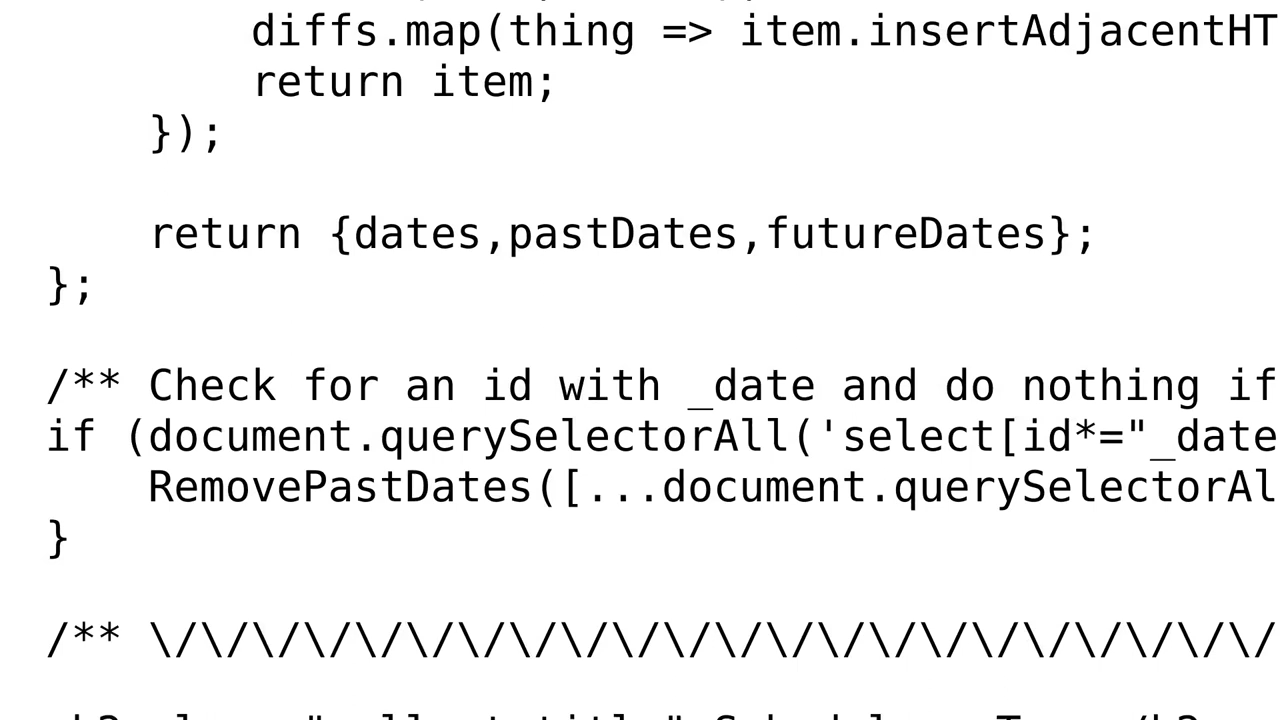 diffs.map(thing => item.insertAdjacentHT
return item;
});
return {dates,pastDates,futureDates};
};
/** Check for an id with _date and do nothing if
if (document.querySelectorAll('select[id*="_date
RemovePastDates([...document.querySelectorAl
}
/** \/\/\/\/\/\/\/\/\/\/\/\/\/\/\/\/\/\/\/\/\/\/